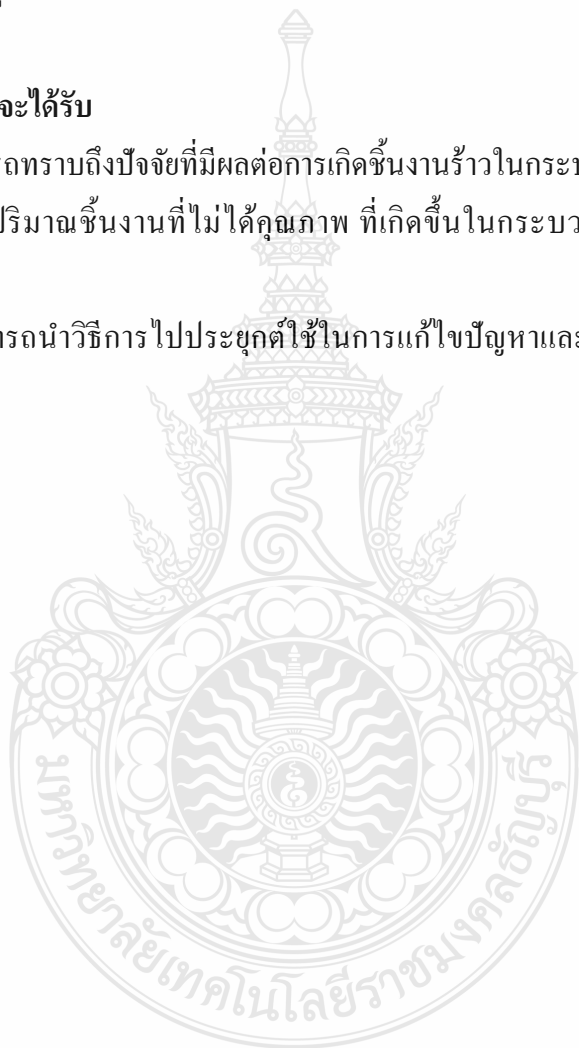 จะได้รับ
รถทราบถึงปัจจัยที่มีผลต่อการเกิดชิ้นงานร้าวในกระบ
ปริมาณชิ้นงานที่ไม่ได้คุณภาพ ที่เกิดขึ้นในกระบว
ารถนำวิธีการไปประยุกต์ใช้ในการแก้ไขปัญหาและ
มหาวิทยาลัยเทคโนโลยีราชมงคลธัญบุรี